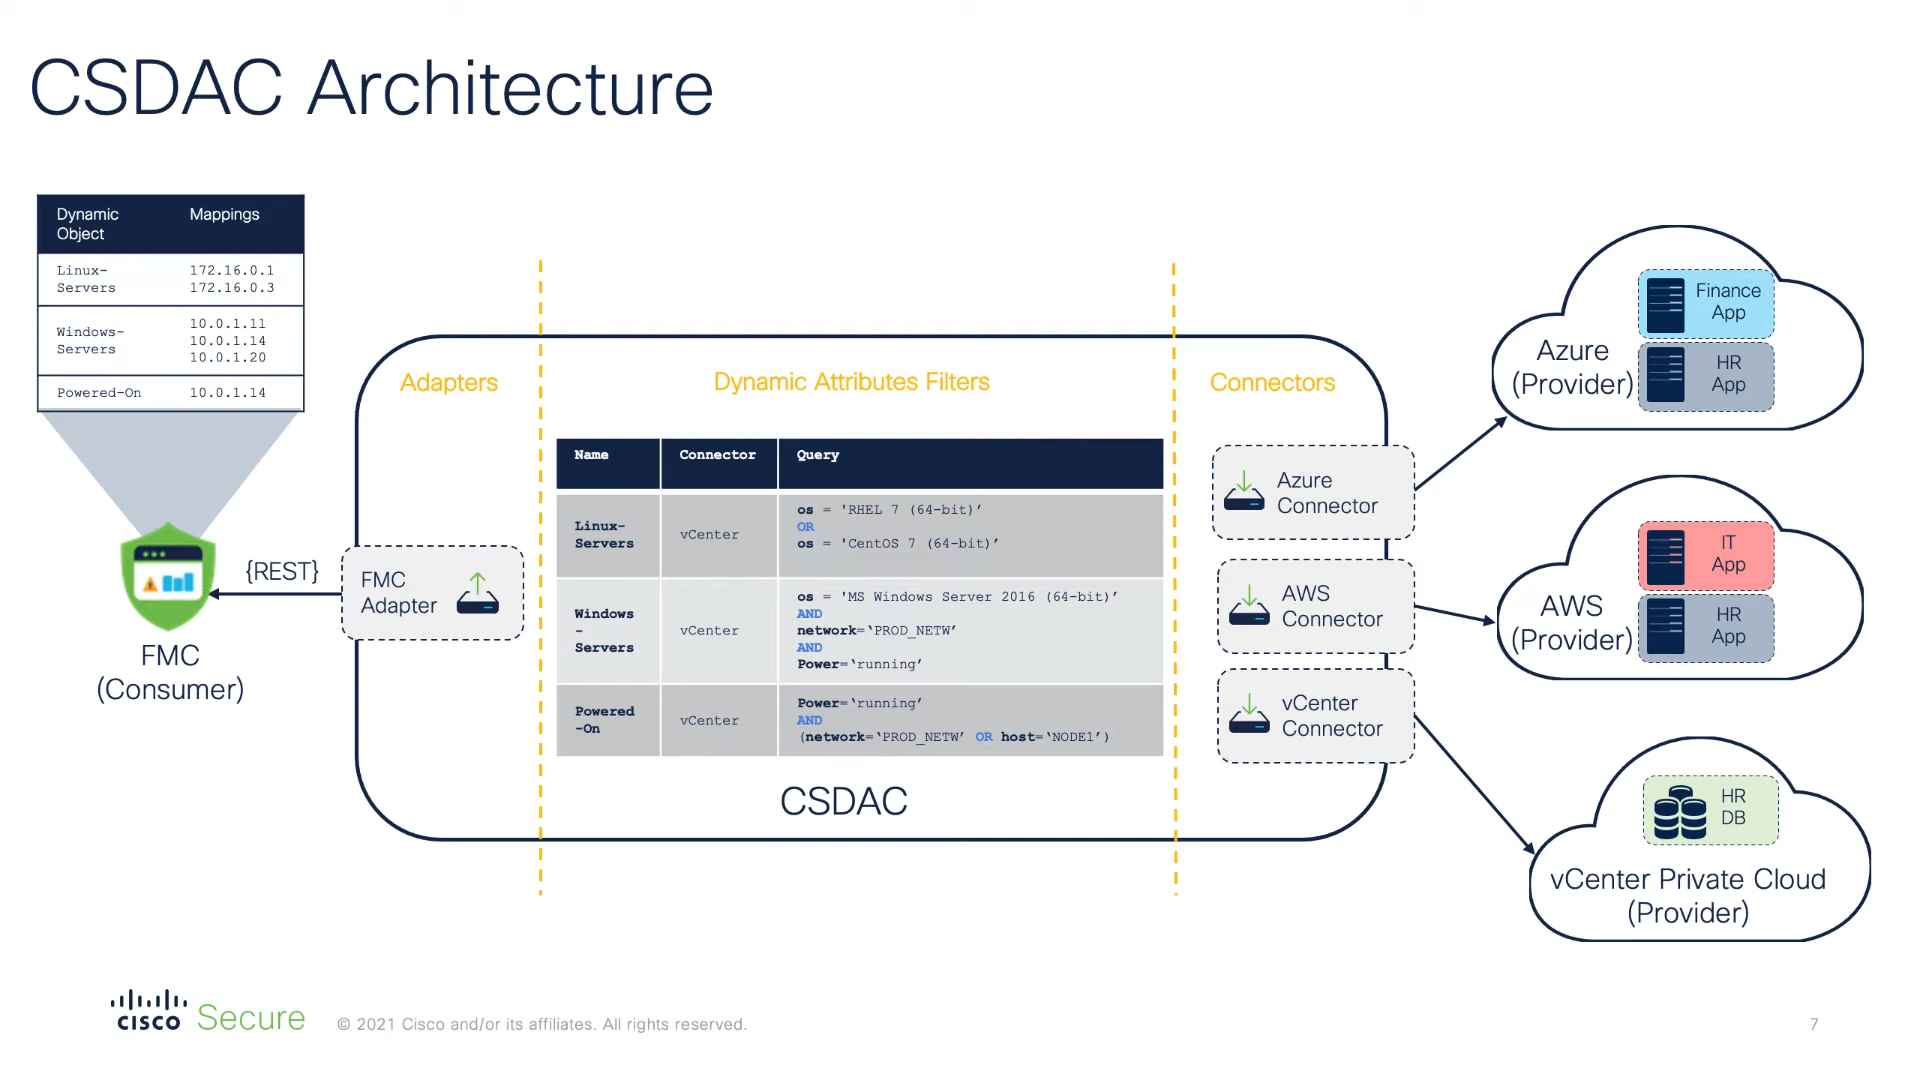 CSDAC Architecture
Dynamic Object Mappings
Linux-Servers 172.16.0.1 172.16.0.3
Windows-Servers 10.0.1.11 10.0.1.14 10.0.1.20
Powered-On 10.0.1.14
FMC
(Consumer)
{REST}
Adapters
FMC
Adapter
Dynamic Attributes Filters
Name Connector Query
Linux-
Servers
vCenter
os = 'RHEL 7 (64-bit)’
OR
os = 'CentOS 7 (64-bit)’
Windows
-
Servers
vCenter
os = 'MS Windows Server 2016 (64-bit)’
AND
network=‘PROD_NETW’
AND
Power=‘running’
Powered
-On
vCenter
Power=‘running’
AND
(network=‘PROD_NETW’ OR host=‘NODE1’)
CSDAC
Connectors
Azure
Connector
AWS
Connector
vCenter
Connector
Azure
(Provider)
Finance
App
HR
App
AWS
(Provider)
IT
App
HR
App
HR
DB
vCenter Private Cloud
(Provider)
CISCO Secure
© 2021 Cisco and/or its affiliates. All rights reserved.
7